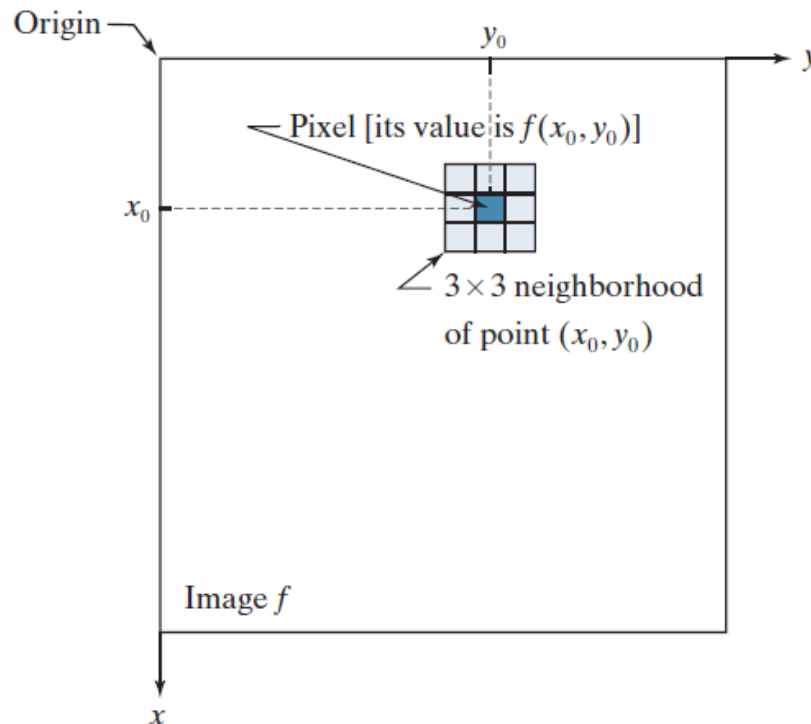 Origin
y₀
y
Pixel [its value is f(x₀, y₀)]
x₀
3×3 neighborhood
of point (x₀, y₀)
Image f
x